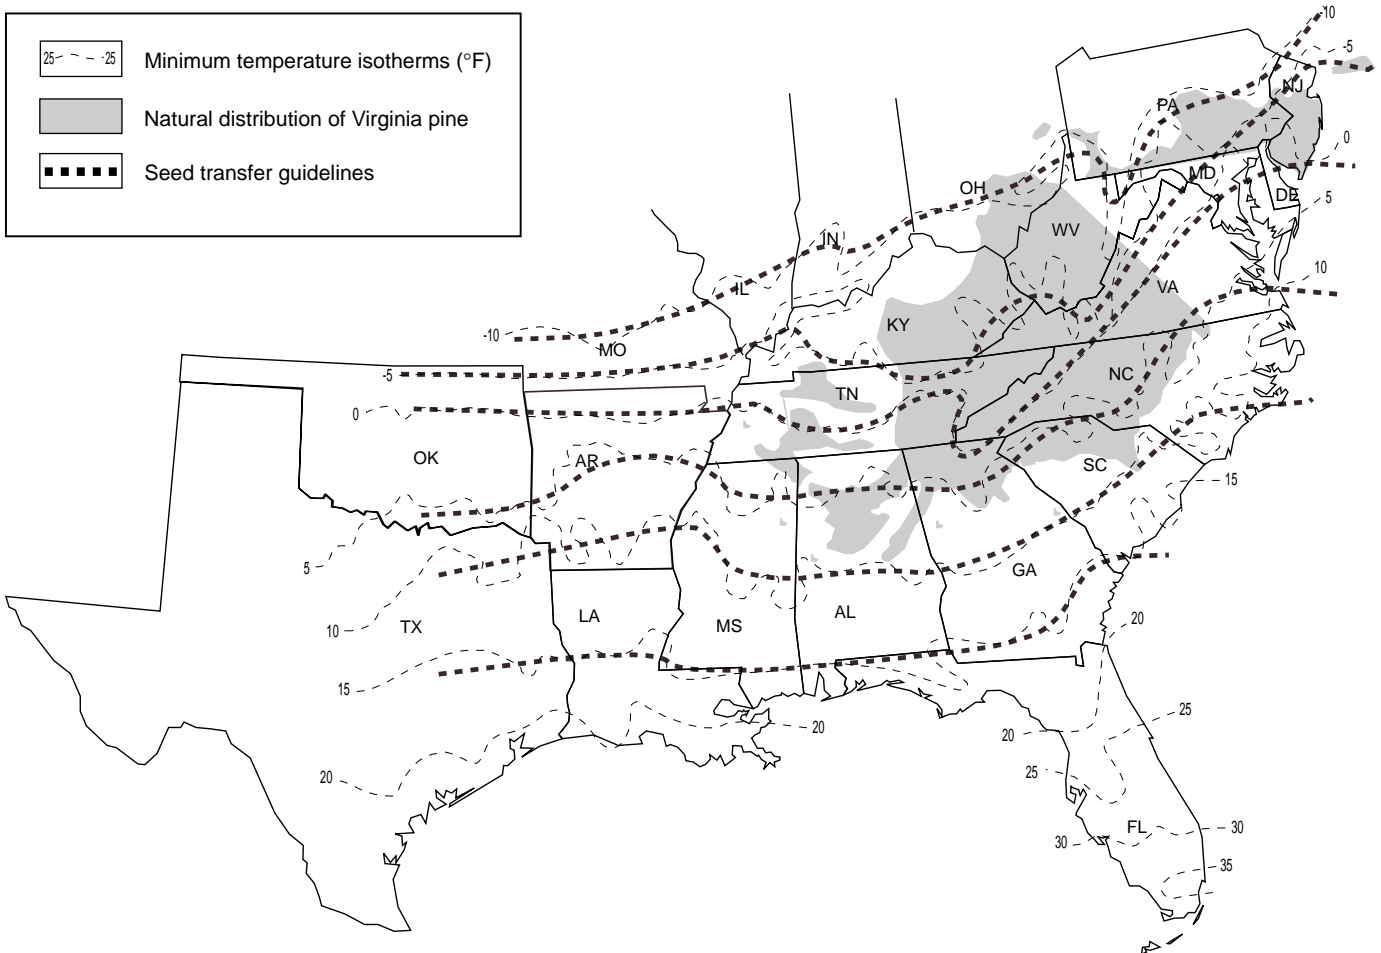 25 25 Minimum temperature isotherms (°F)
Natural distribution of Virginia pine
Seed transfer guidelines
-10
-5
NJ
PA
0
MD
OH
DE
5
WV
IN
10
VA
IL
KY
-10
MO
-5
NC
TN
0
OK
AR
SC
15
5
GA
AL
20
10
TX
LA
MS
15
25
20
20
25
20
FL
30
30
35